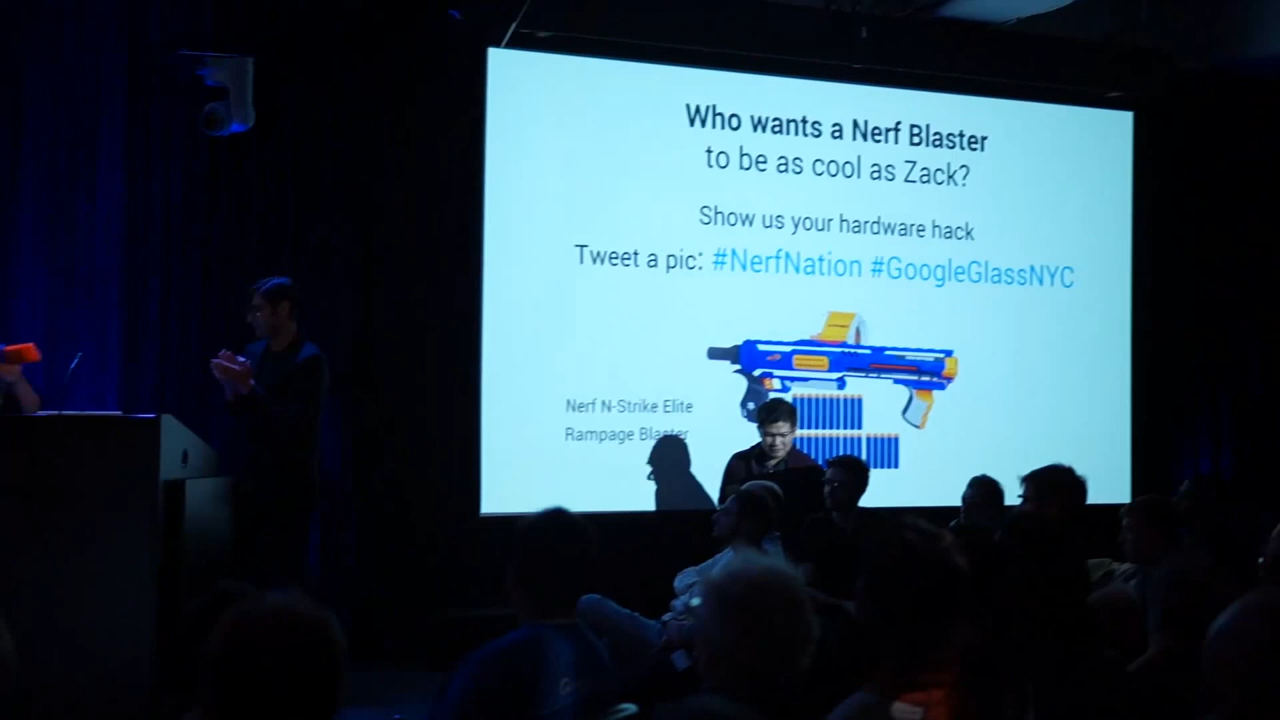 Who wants a Nerf Blaster
to be as cool as Zack?
Show us your hardware hack
Tweet a pic: #NerfNation #GoogleGlassNYC
Nerf N-Strike Elite
Rampage Blaster